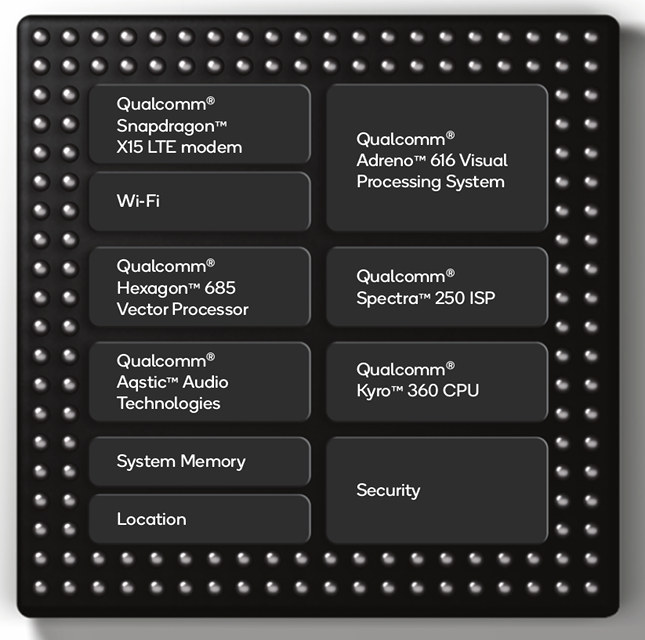 Qualcomm®
Snapdragon™
X15 LTE modem
Wi-Fi
Qualcomm®
Hexagon™ 685
Vector Processor
Qualcomm®
Aqstic™ Audio
Technologies
System Memory
Location
Qualcomm®
Adreno™ 616 Visual
Processing System
Qualcomm®
Spectra™ 250 ISP
Qualcomm®
Kyro™ 360 CPU
Security